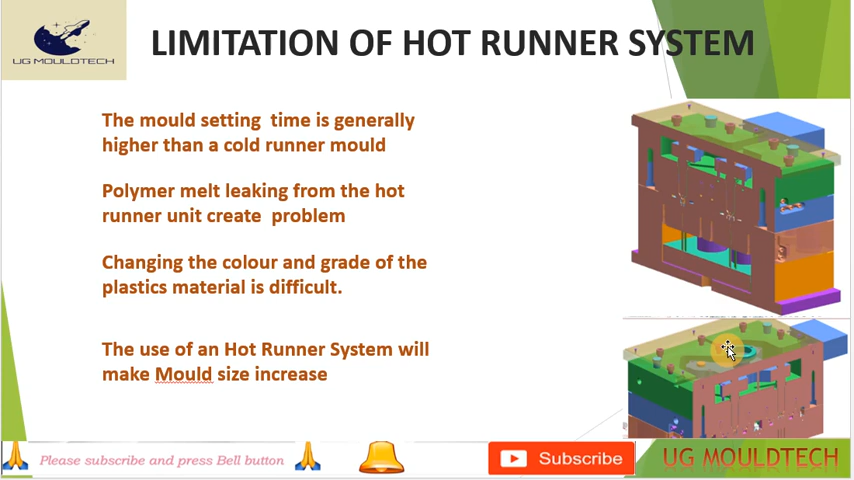 UG MOULDTECH
LIMITATION OF HOT RUNNER SYSTEM
The mould setting time is generally
higher than a cold runner mould
Polymer melt leaking from the hot
runner unit create problem
Changing the colour and grade of the
plastics material is difficult.
The use of an Hot Runner System will
make Mould size increase
Please subscribe and press Bell button
Subscribe
UG MOULDTECH